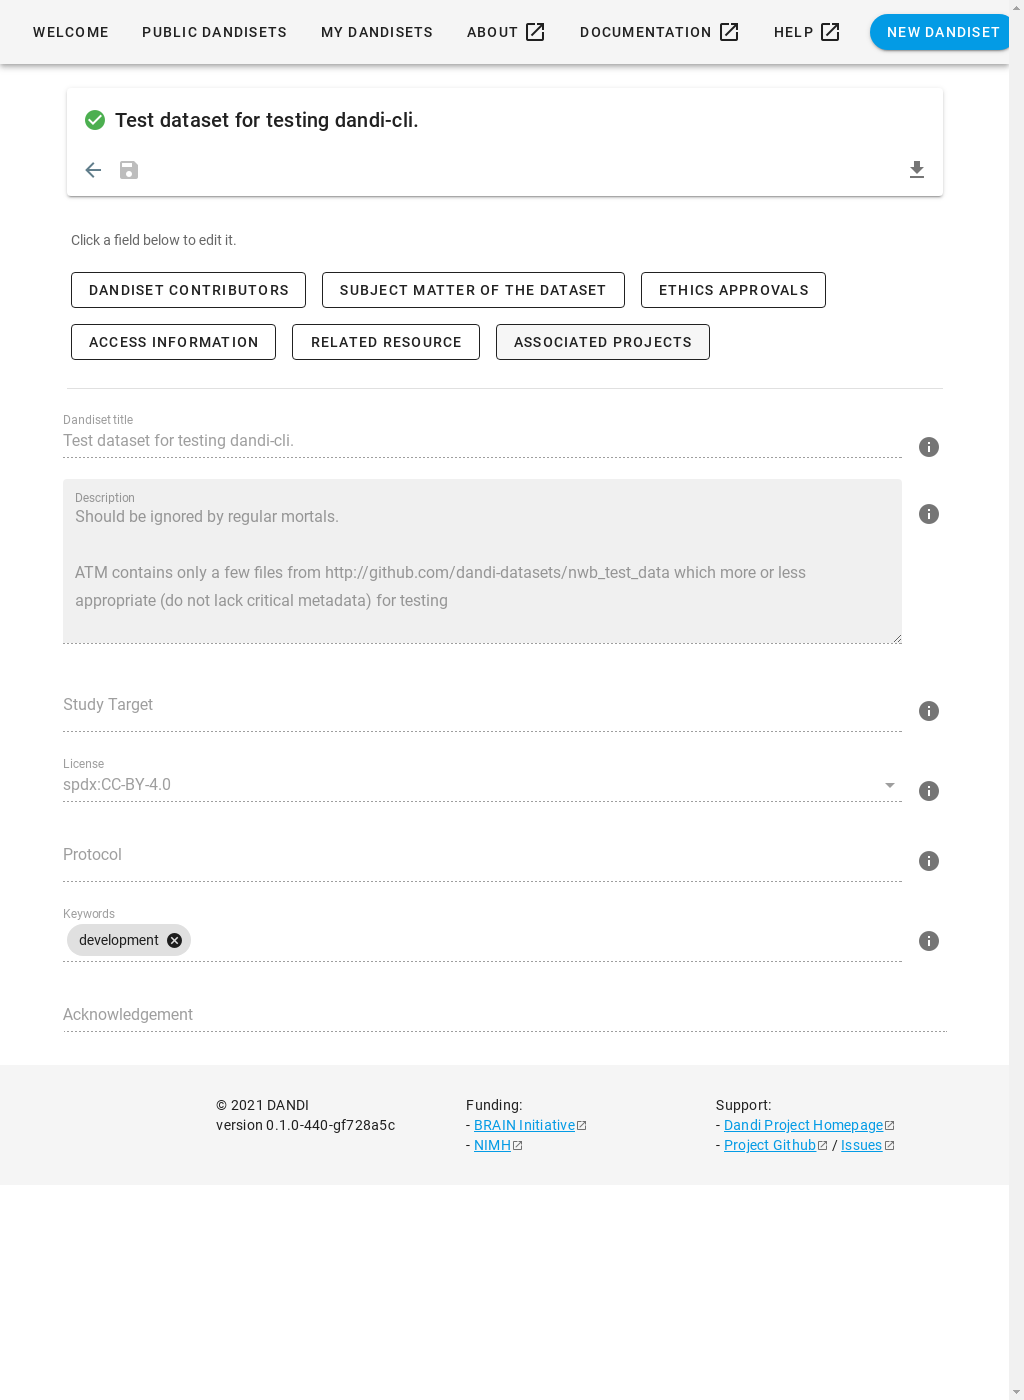 WELCOME PUBLIC DANDISETS MY DANDISETS ABOUT DOCUMENTATION HELP NEW DANDISET
Test dataset for testing dandi-cli.
Click a field below to edit it.
DANDISET CONTRIBUTORS SUBJECT MATTER OF THE DATASET ETHICS APPROVALS
ACCESS INFORMATION RELATED RESOURCE ASSOCIATED PROJECTS
Dandiset title
Test dataset for testing dandi-cli.
Description
Should be ignored by regular mortals.
ATM contains only a few files from http://github.com/dandi-datasets/nwb_test_data which more or less
appropriate (do not lack critical metadata) for testing
Study Target
License
spdx:CC-BY-4.0
Protocol
Keywords
development
Acknowledgement
© 2021 DANDI
version 0.1.0-440-gf728a5c
Funding:
- BRAIN Initiative
- NIMH
Support:
- Dandi Project Homepage
- Project Github / Issues